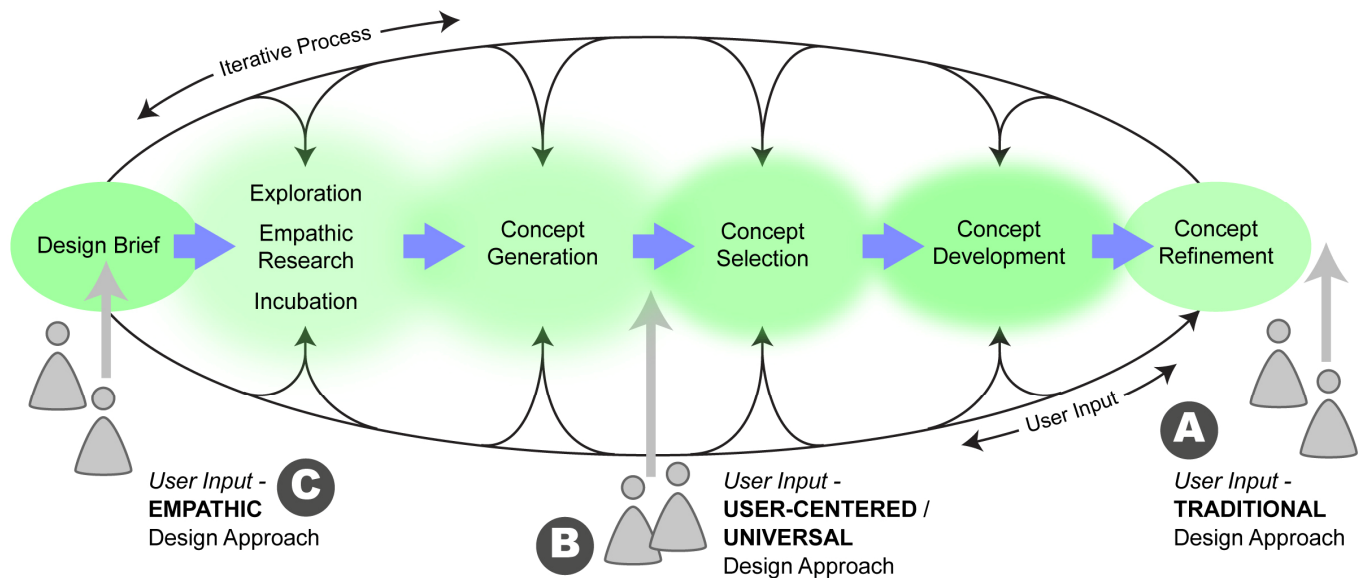 Iterative Process
Design Brief
Exploration
Empathic
Research
Incubation
Concept
Generation
Concept
Selection
Concept
Development
Concept
Refinement
User Input
C
User Input -
EMPATHIC
Design Approach
B
User Input -
USER-CENTERED /
UNIVERSAL
Design Approach
A
User Input -
TRADITIONAL
Design Approach